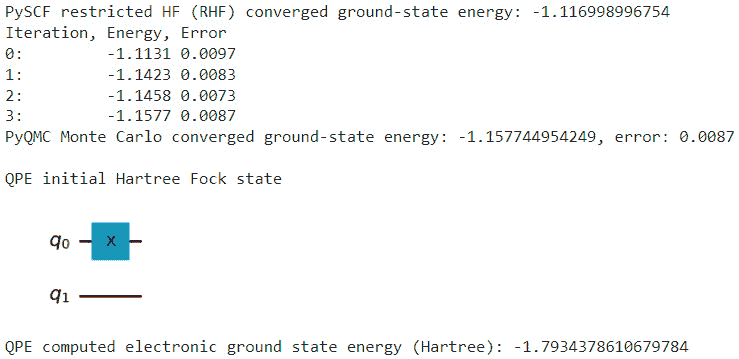 PySCF restricted HF (RHF) converged ground-state energy: -1.116998996754
Iteration, Energy, Error
0: -1.1131 0.0097
1: -1.1423 0.0083
2: -1.1458 0.0073
3: -1.1577 0.0087
PyQMC Monte Carlo converged ground-state energy: -1.157744954249, error: 0.0087
QPE initial Hartree Fock state
q0 X
q1
QPE computed electronic ground state energy (Hartree): -1.7934378610679784